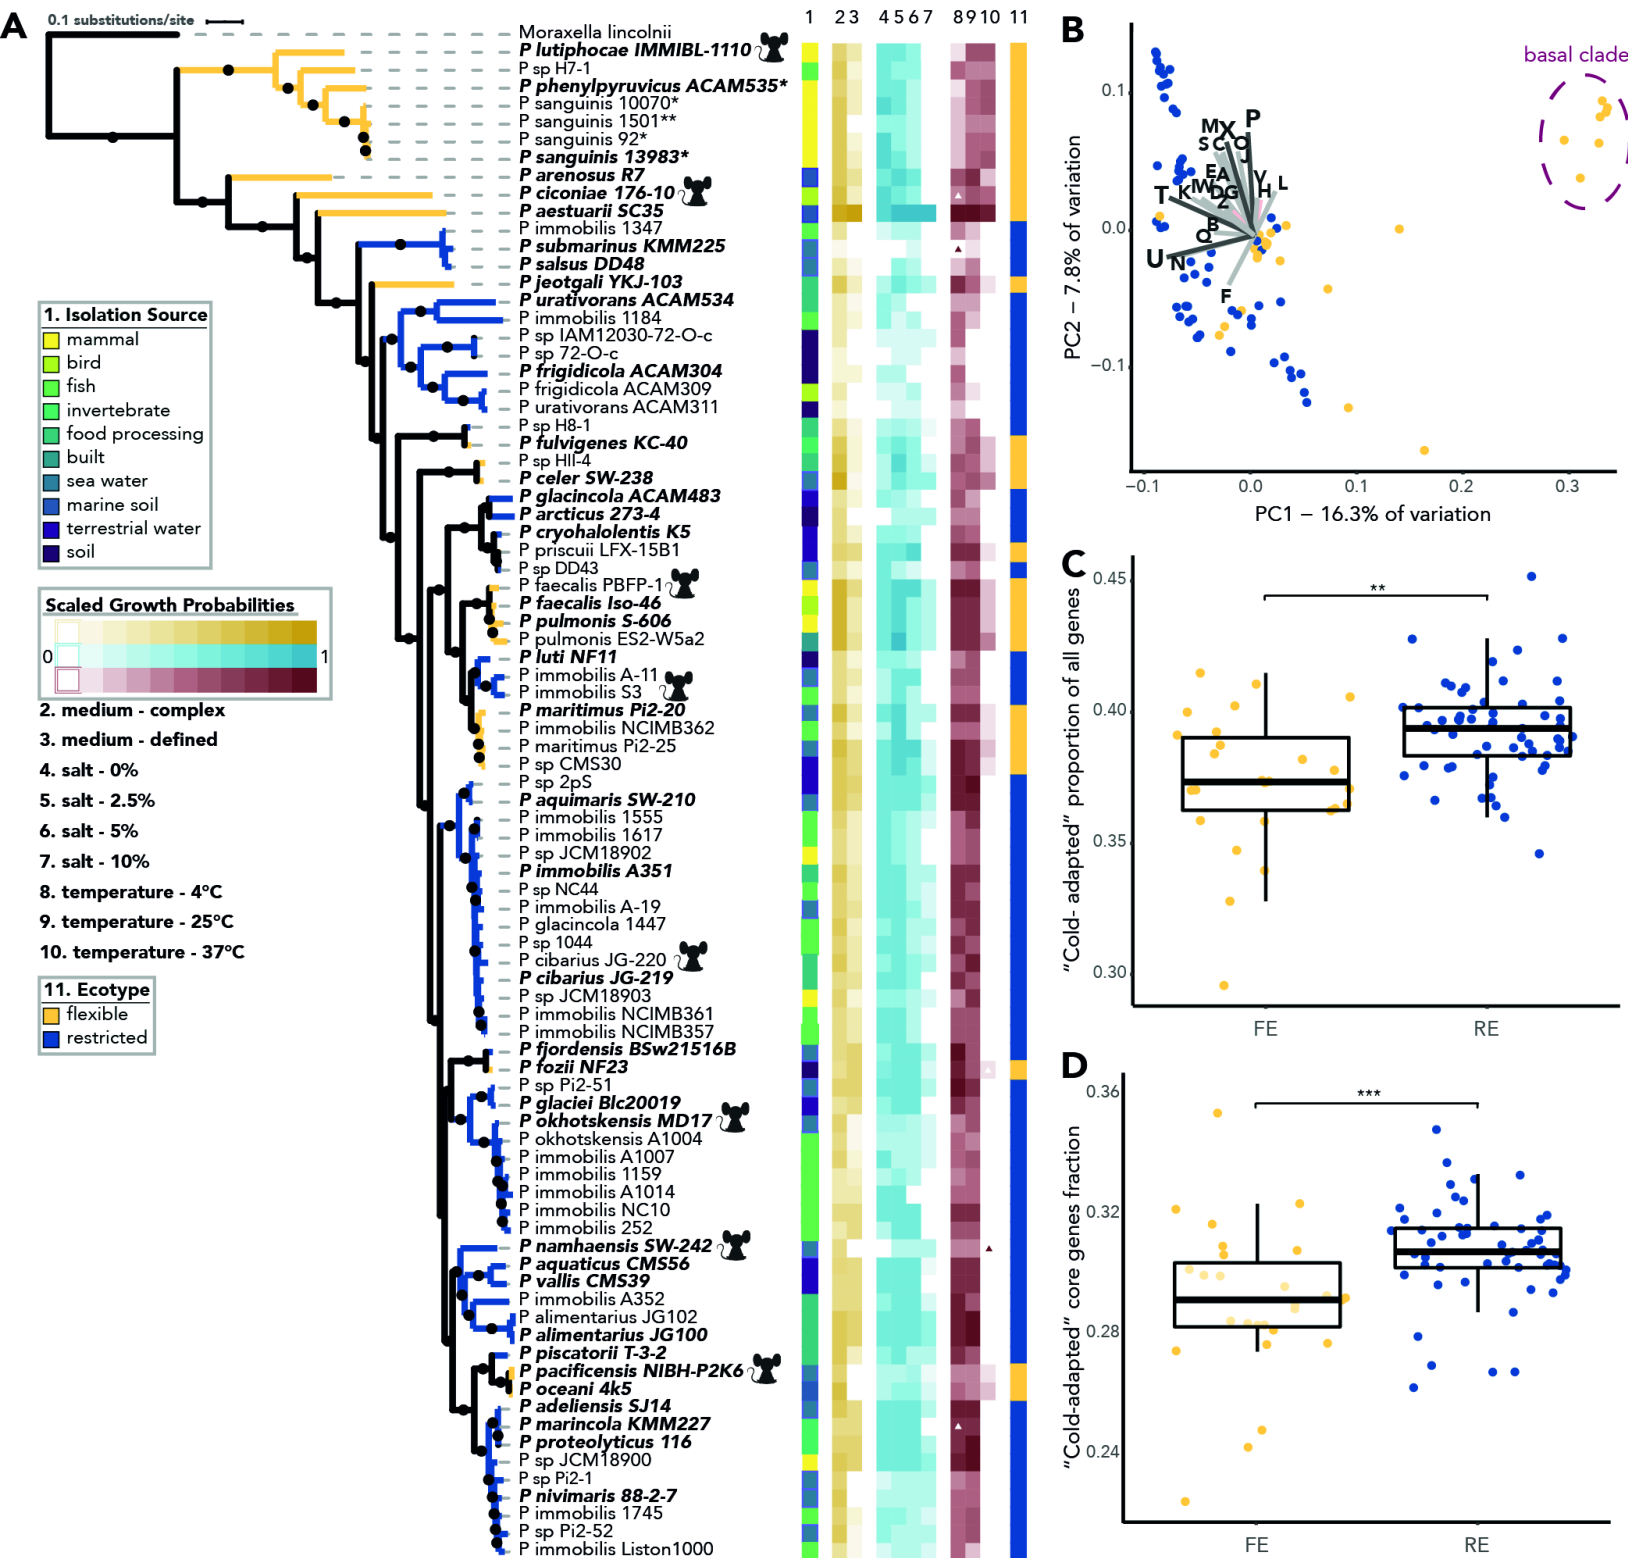 A
0.1 substitutions/site
1 2 3 4 5 6 7 8 9 10 11
Moraxella lincolnii
P lutiphocae IMMIBL-1110
P sp H7-1
P phenylpyruvicus ACAM535*
P sanguinis 10070*
P sanguinis 1501**
P sanguinis 92*
P sanguinis 13983*
P arenosus R7
P ciconiae 176-10
P aestuarii SC35
P immobilis 1347
P submarinus KMM225
P salsus DD48
P jeotgali YKJ-103
P urativorans ACAM534
P immobilis 1184
P sp IAM12030-72-O-c
P sp 72-O-c
P frigidicola ACAM304
P frigidicola ACAM309
P urativorans ACAM311
P sp H8-1
P fulvigenes KC-40
P sp HII-4
P celer SW-238
P glacincola ACAM483
P arcticus 273-4
P cryohalolentis K5
P priscuii LFX-15B1
P sp DD43
P faecalis PBFP-1
P faecalis Iso-46
P pulmonis S-606
P pulmonis ES2-W5a2
P luti NF11
P immobilis A-11
P immobilis S3
P maritimus Pi2-20
P immobilis NCIMB362
P maritimus Pi2-25
P sp CMS30
P sp 2pS
P aquimaris SW-210
P immobilis 1555
P immobilis 1617
P sp JCM18902
P immobilis A351
P sp NC44
P immobilis A-19
P glacincola 1447
P sp 1044
P cibarius JG-220
P cibarius JG-219
P sp JCM18903
P immobilis NCIMB361
P immobilis NCIMB357
P fjordensis BSw21516B
P fozii NF23
P sp Pi2-51
P glaciei Blc20019
P okhotskensis MD17
P okhotskensis A1004
P immobilis A1007
P immobilis 1159
P immobilis A1014
P immobilis NC10
P immobilis 252
P namhaensis SW-242
P aquaticus CMS56
P vallis CMS39
P immobilis A352
P alimentarius JG102
P alimentarius JG100
P piscatorii T-3-2
P pacificensis NIBH-P2K6
P oceani 4k5
P adeliensis SJ14
P marincola KMM227
P proteolyticus 116
P sp JCM18900
P sp Pi2-1
P nivimaris 88-2-7
P immobilis 1745
P sp Pi2-52
P immobilis Liston1000
1. Isolation Source
mammal
bird
fish
invertebrate
food processing
built
sea water
marine soil
terrestrial water
soil
Scaled Growth Probabilities
0 1
2. medium - complex
3. medium - defined
4. salt - 0%
5. salt - 2.5%
6. salt - 5%
7. salt - 10%
8. temperature - 4°C
9. temperature - 25°C
10. temperature - 37°C
11. Ecotype
flexible
restricted
B
basal clade
PC2 – 7.8% of variation
0.1
0.0
−0.1
M X P
S C O
J
E A V
T K W D G H L
Z
B
Q
U N
F
−0.1 0.0 0.1 0.2 0.3
PC1 – 16.3% of variation
C
"Cold- adapted" proportion of all genes
0.45
0.40
0.35
0.30
**
FE RE
D
"Cold-adapted" core genes fraction
0.36
0.32
0.28
0.24
***
FE RE